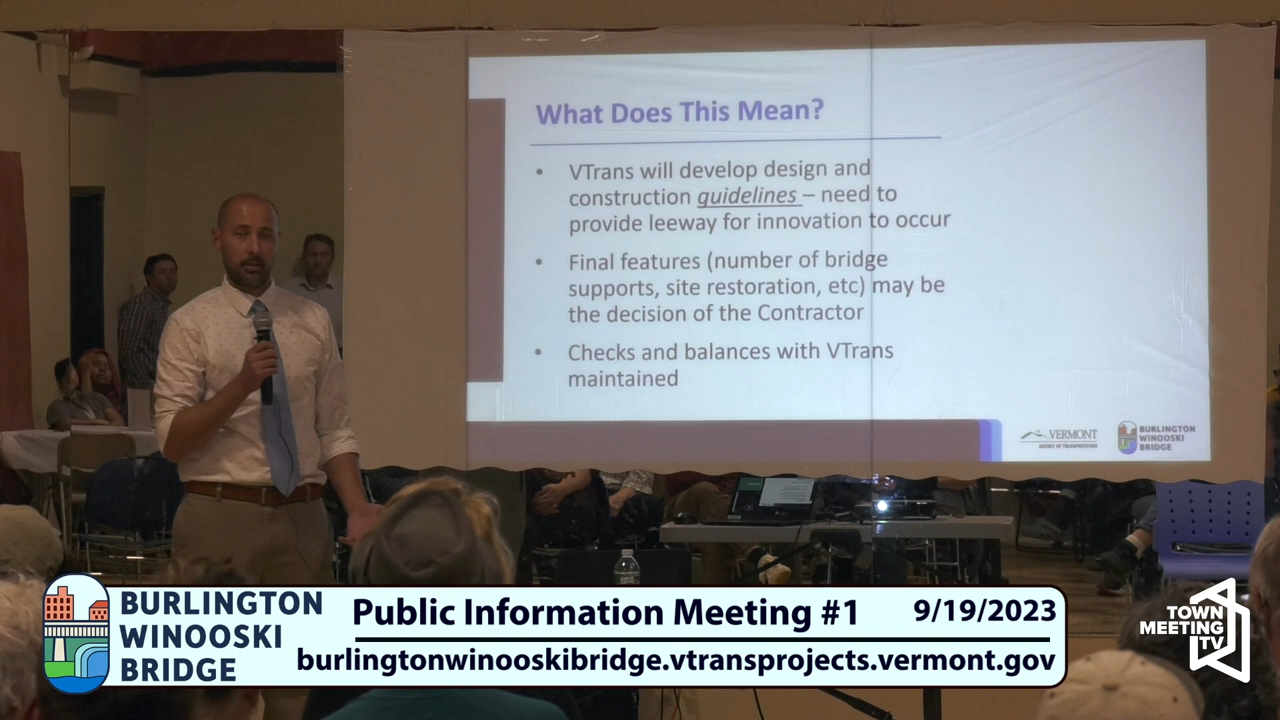 What Does This Mean?
• VTrans will develop design and
construction guidelines – need to
provide leeway for innovation to occur
• Final features (number of bridge
supports, site restoration, etc) may be
the decision of the Contractor
• Checks and balances with VTrans
maintained
VERMONT
AGENCY OF TRANSPORTATION
BURLINGTON
WINOOSKI
BRIDGE
BURLINGTON
WINOOSKI
BRIDGE
Public Information Meeting #1 9/19/2023
burlingtonwinooskibridge.vtransprojects.vermont.gov
TOWN
MEETING
TV